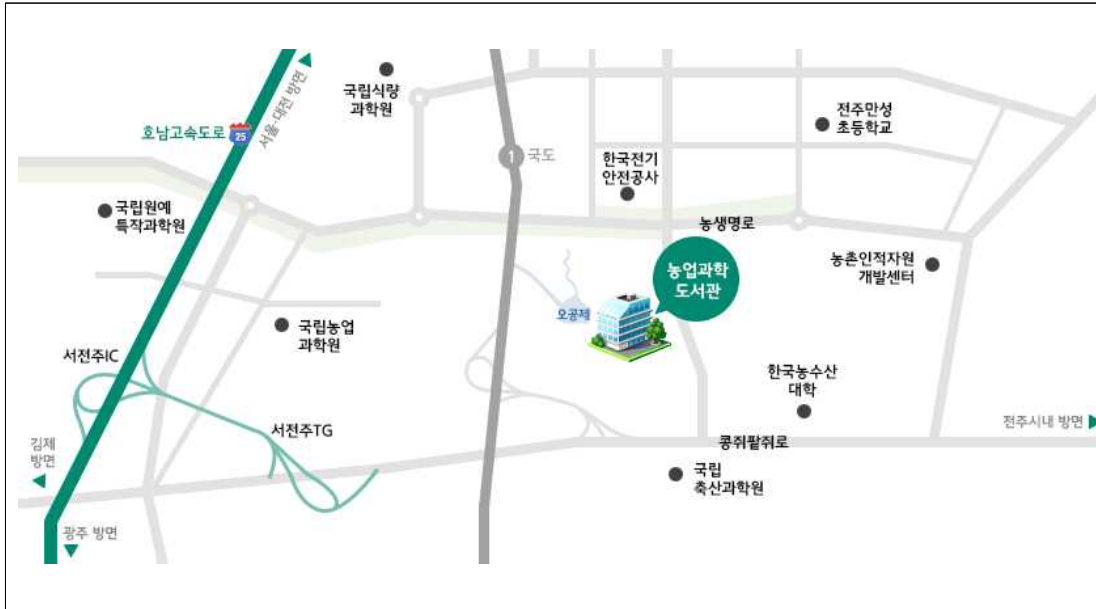 국립식량
과학원
서울·대전 방면
호남고속도로
25
전주만성
초등학교
1
국도
한국전기
안전공사
국립원예
특작과학원
농생명로
농업과학
도서관
농촌인적자원
개발센터
오공제
국립농업
과학원
서전주IC
한국농수산
대학
서전주TG
전주시내 방면
콩쥐팥쥐로
김제
방면
국립
축산과학원
광주 방면